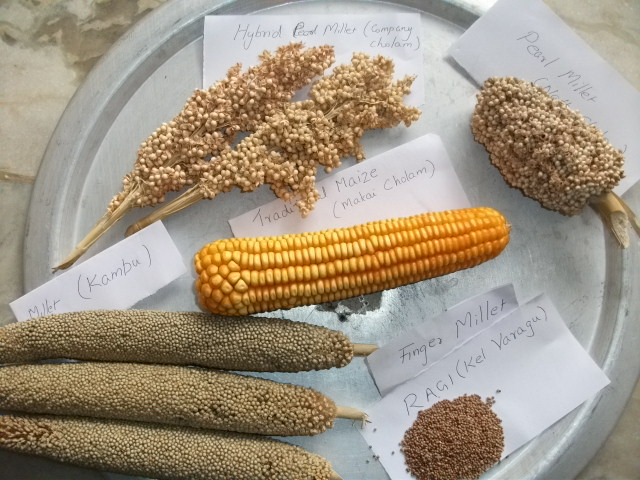 Hybrid Pearl Millet (Company
cholam)
Pearl Millet
Traditional Maize
(Makai Cholam)
Millet (Kambu)
Finger Millet
RAGI (Kel Varagu)